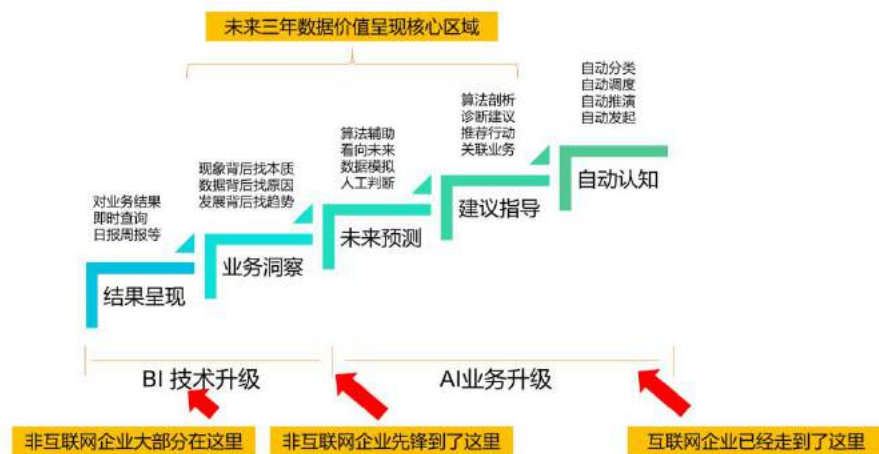 未来三年数据价值呈现核心区域
自动分类
自动调度
自动推演
自动发起
算法剖析
诊断建议
推荐行动
关联业务
算法辅助
看向未来
数据模拟
人工判断
现象背后找本质
数据背后找原因
发展背后找趋势
对业务结果
即时查询
日报周报等
自动认知
建议指导
未来预测
业务洞察
结果呈现
BI 技术升级
AI业务升级
非互联网企业大部分在这里
非互联网企业先锋到了这里
互联网企业已经走到了这里